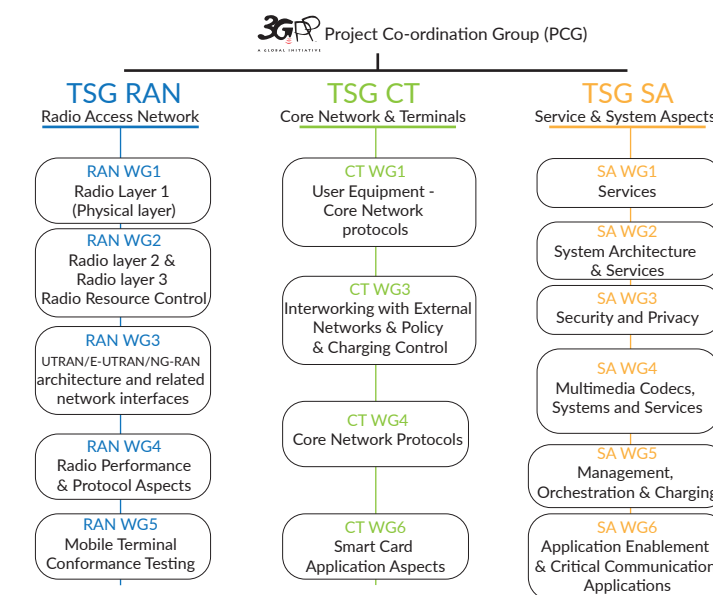 3GPP
A GLOBAL INITIATIVE
Project Co-ordination Group (PCG)
TSG RAN
Radio Access Network
RAN WG1
Radio Layer 1
(Physical layer)
RAN WG2
Radio layer 2 &
Radio layer 3
Radio Resource Control
RAN WG3
UTRAN/E-UTRAN/NG-RAN
architecture and related
network interfaces
RAN WG4
Radio Performance
& Protocol Aspects
RAN WG5
Mobile Terminal
Conformance Testing
TSG CT
Core Network & Terminals
CT WG1
User Equipment -
Core Network
protocols
CT WG3
Interworking with External
Networks & Policy
& Charging Control
CT WG4
Core Network Protocols
CT WG6
Smart Card
Application Aspects
TSG SA
Service & System Aspects
SA WG1
Services
SA WG2
System Architecture
& Services
SA WG3
Security and Privacy
SA WG4
Multimedia Codecs,
Systems and Services
SA WG5
Management,
Orchestration & Charging
SA WG6
Application Enablement
& Critical Communication
Applications